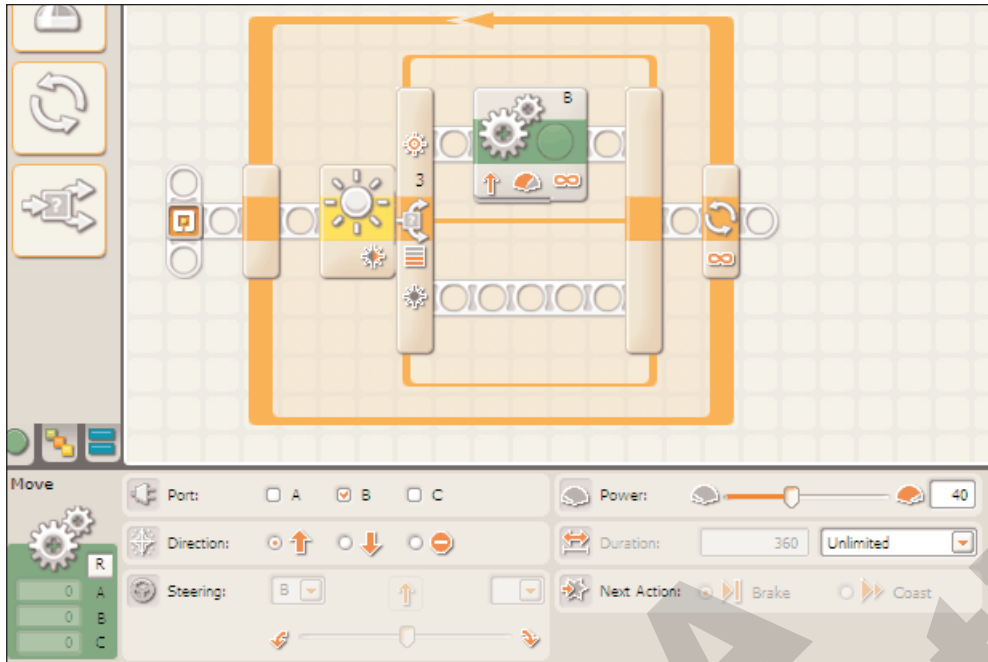 B
3
Move
Port: A B C
Power: 40
R
Direction:
Duration: 360 Unlimited
0 A
Steering: B
Next Action: Brake Coast
0 B
0 C